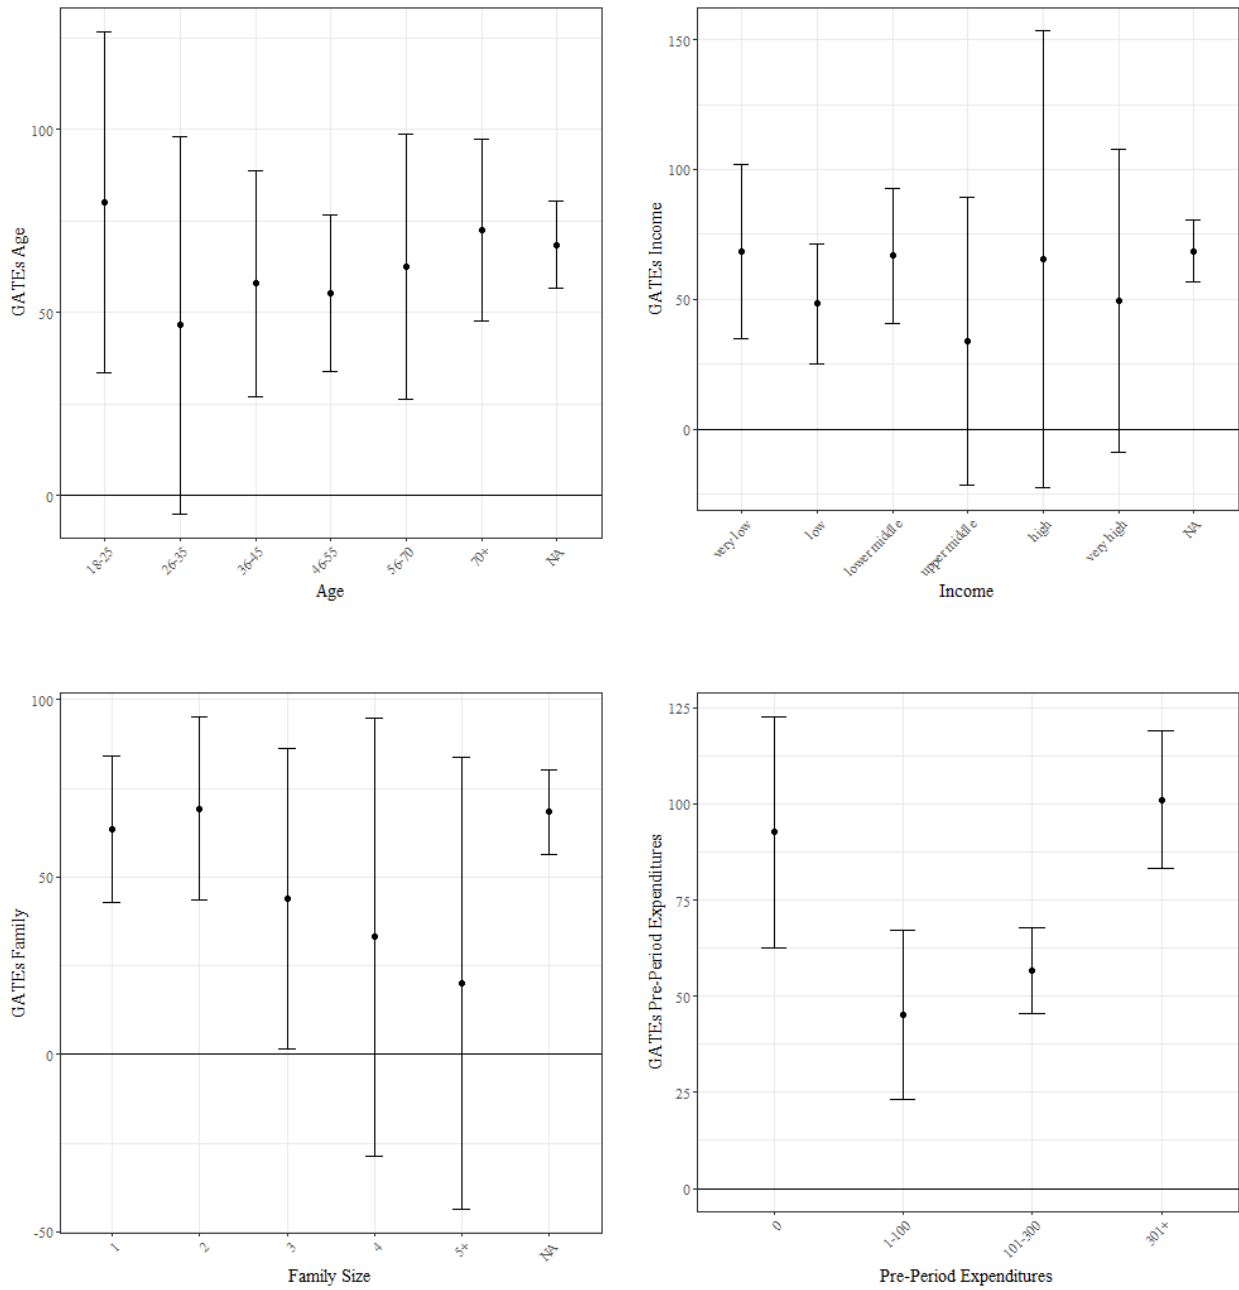 GATEs Age
100
50
0
18-25
26-35
36-45
46-55
56-70
70+
NA
Age
GATEs Income
150
100
50
0
very low
low
lower middle
upper middle
high
very high
NA
Income
GATEs Family
100
50
0
-50
1
2
3
4
5+
NA
Family Size
GATEs Pre-Period Expenditures
125
100
75
50
25
0
0
1-100
101-300
301+
Pre-Period Expenditures